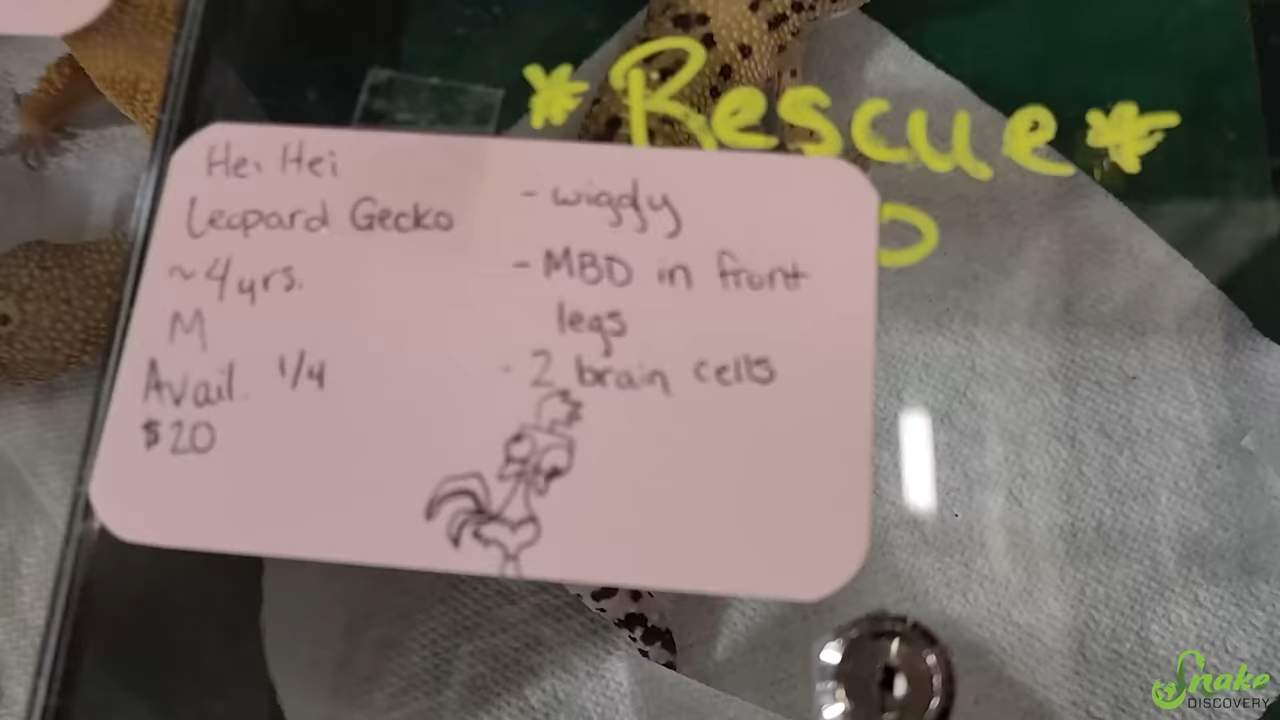 *Rescue*
Hei Hei
Leopard Gecko
~4yrs.
M
Avail. 1/4
$20
- wiggly
- MBD in front
legs
- 2 brain cells
Snake
DISCOVERY